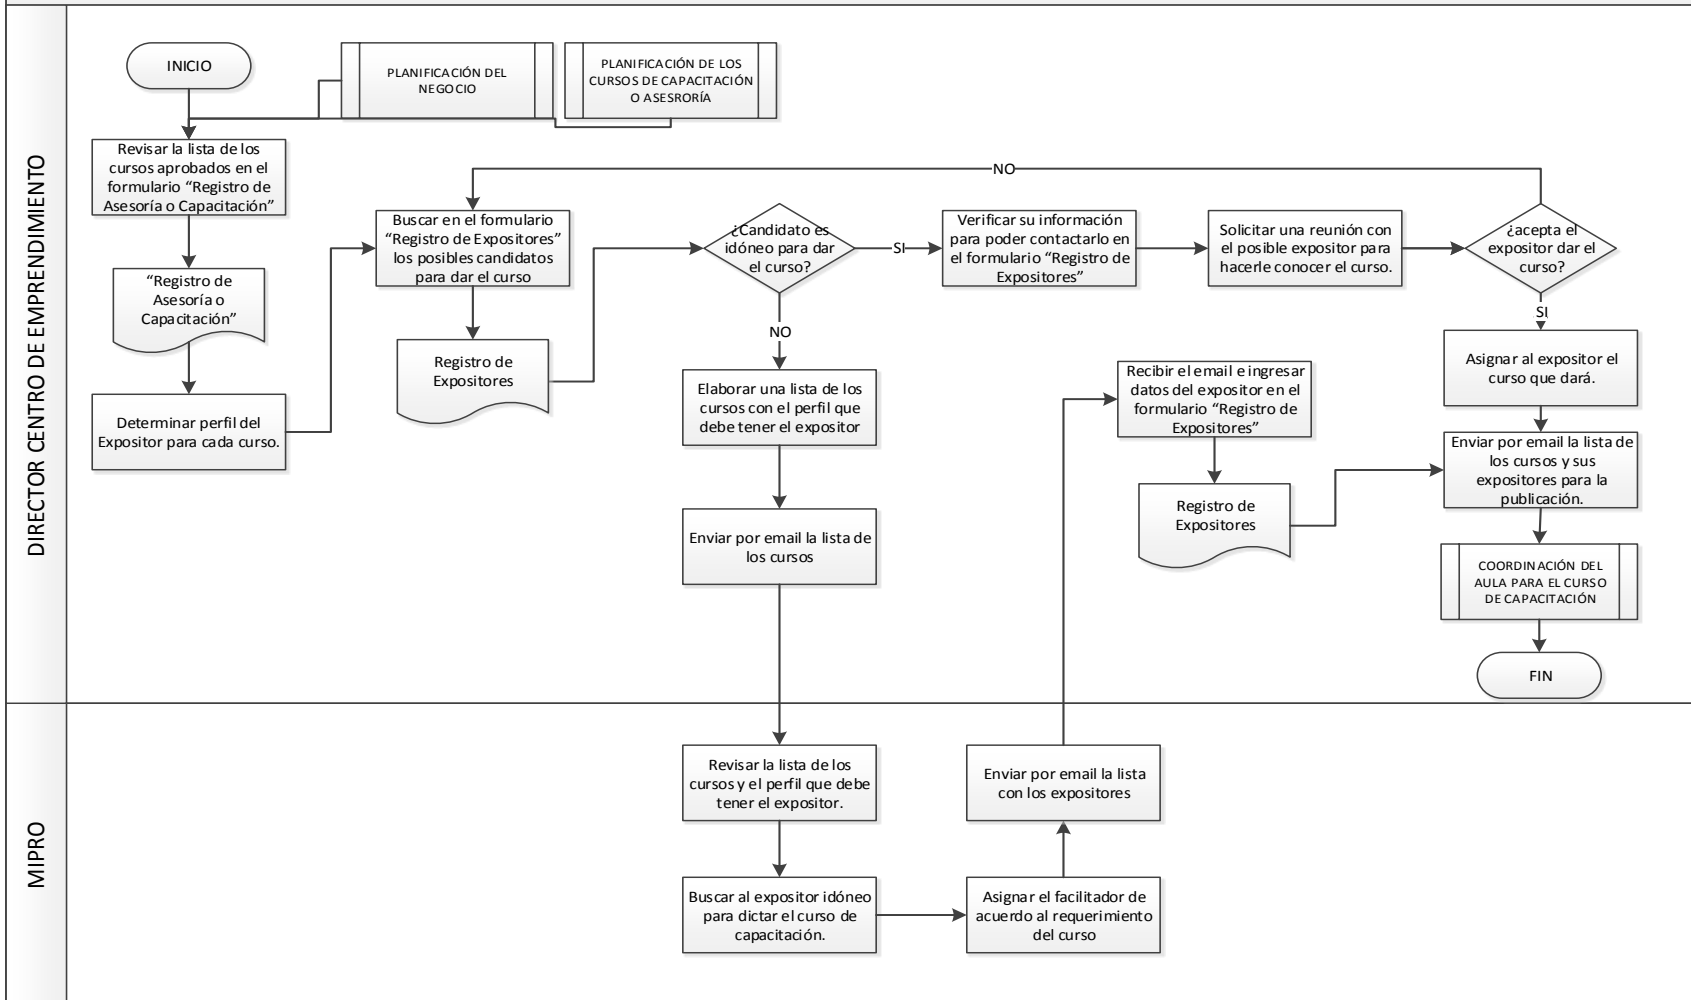 DIRECTOR CENTRO DE EMPRENDIMIENTO
INICIO
PLANIFICACIÓN DEL
NEGOCIO
PLANIFICACIÓN DE LOS
CURSOS DE CAPACITACIÓN
O ASESRORÍA
Revisar la lista de los
cursos aprobados en el
formulario “Registro de
Asesoría o Capacitación”
“Registro de
Asesoría o
Capacitación”
Determinar perfil del
Expositor para cada curso.
Buscar en el formulario
“Registro de Expositores”
los posibles candidatos
para dar el curso
Registro de
Expositores
¿Candidato es
idóneo para dar
el curso?
SI
NO
Verificar su información
para poder contactarlo en
el formulario “Registro de
Expositores”
Solicitar una reunión con
el posible expositor para
hacerle conocer el curso.
¿acepta el
expositor dar el
curso?
NO
SI
Asignar al expositor el
curso que dará.
Elaborar una lista de los
cursos con el perfil que
debe tener el expositor
Enviar por email la lista de
los cursos
Recibir el email e ingresar
datos del expositor en el
formulario “Registro de
Expositores”
Registro de
Expositores
Enviar por email la lista de
los cursos y sus
expositores para la
publicación.
COORDINACIÓN DEL
AULA PARA EL CURSO
DE CAPACITACIÓN
FIN
MIPRO
Revisar la lista de los
cursos y el perfil que debe
tener el expositor.
Buscar al expositor idóneo
para dictar el curso de
capacitación.
Asignar el facilitador de
acuerdo al requerimiento
del curso
Enviar por email la lista
con los expositores